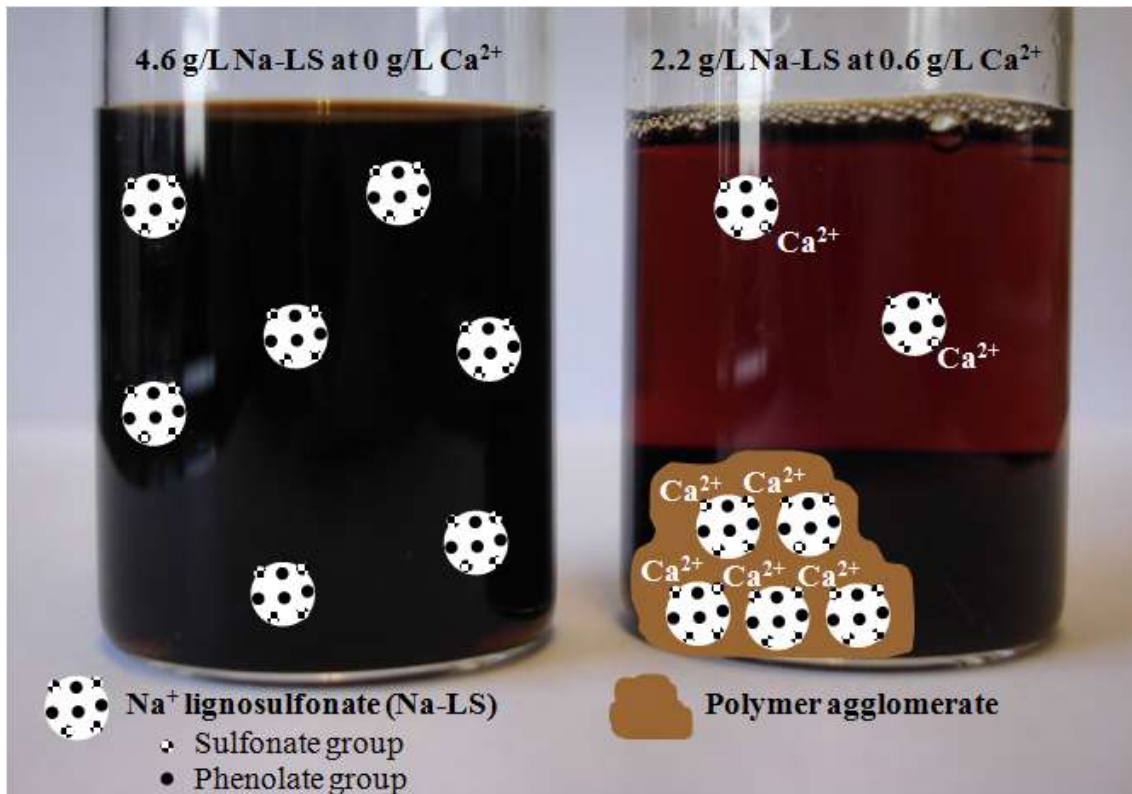 4.6 g/L Na-LS at 0 g/L Ca²⁺
2.2 g/L Na-LS at 0.6 g/L Ca²⁺
Ca²⁺
Ca²⁺
Ca²⁺ Ca²⁺
Ca²⁺ Ca²⁺ Ca²⁺
Na⁺ lignosulfonate (Na-LS)
Sulfonate group
Phenolate group
Polymer agglomerate